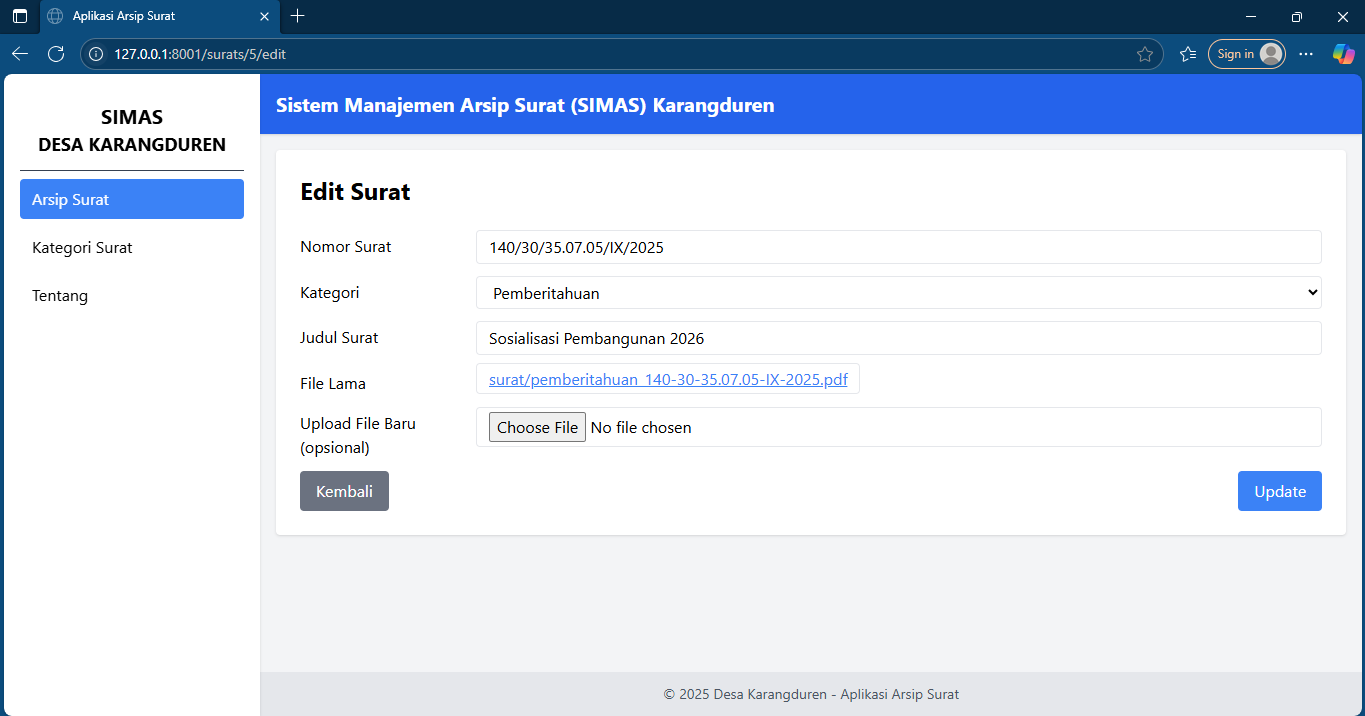 Aplikasi Arsip Surat
127.0.0.1:8001/surats/5/edit
Sign in
SIMAS
DESA KARANGDUREN
Arsip Surat
Kategori Surat
Tentang
Sistem Manajemen Arsip Surat (SIMAS) Karangduren
Edit Surat
Nomor Surat 140/30/35.07.05/IX/2025
Kategori Pemberitahuan
Judul Surat Sosialisasi Pembangunan 2026
File Lama surat/pemberitahuan_140-30-35.07.05-IX-2025.pdf
Upload File Baru Choose File No file chosen
(opsional)
Kembali Update
© 2025 Desa Karangduren - Aplikasi Arsip Surat